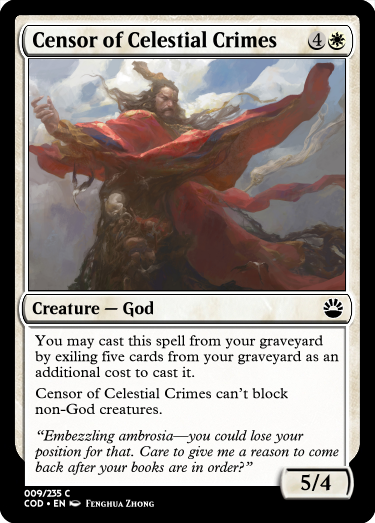 Censor of Celestial Crimes 4
Creature — God
You may cast this spell from your graveyard
by exiling five cards from your graveyard as an
additional cost to cast it.
Censor of Celestial Crimes can't block
non-God creatures.
“Embezzling ambrosia—you could lose your
position for that. Care to give me a reason to come
back after your books are in order?”
5/4
009/235 C
COD • EN Fenghua Zhong